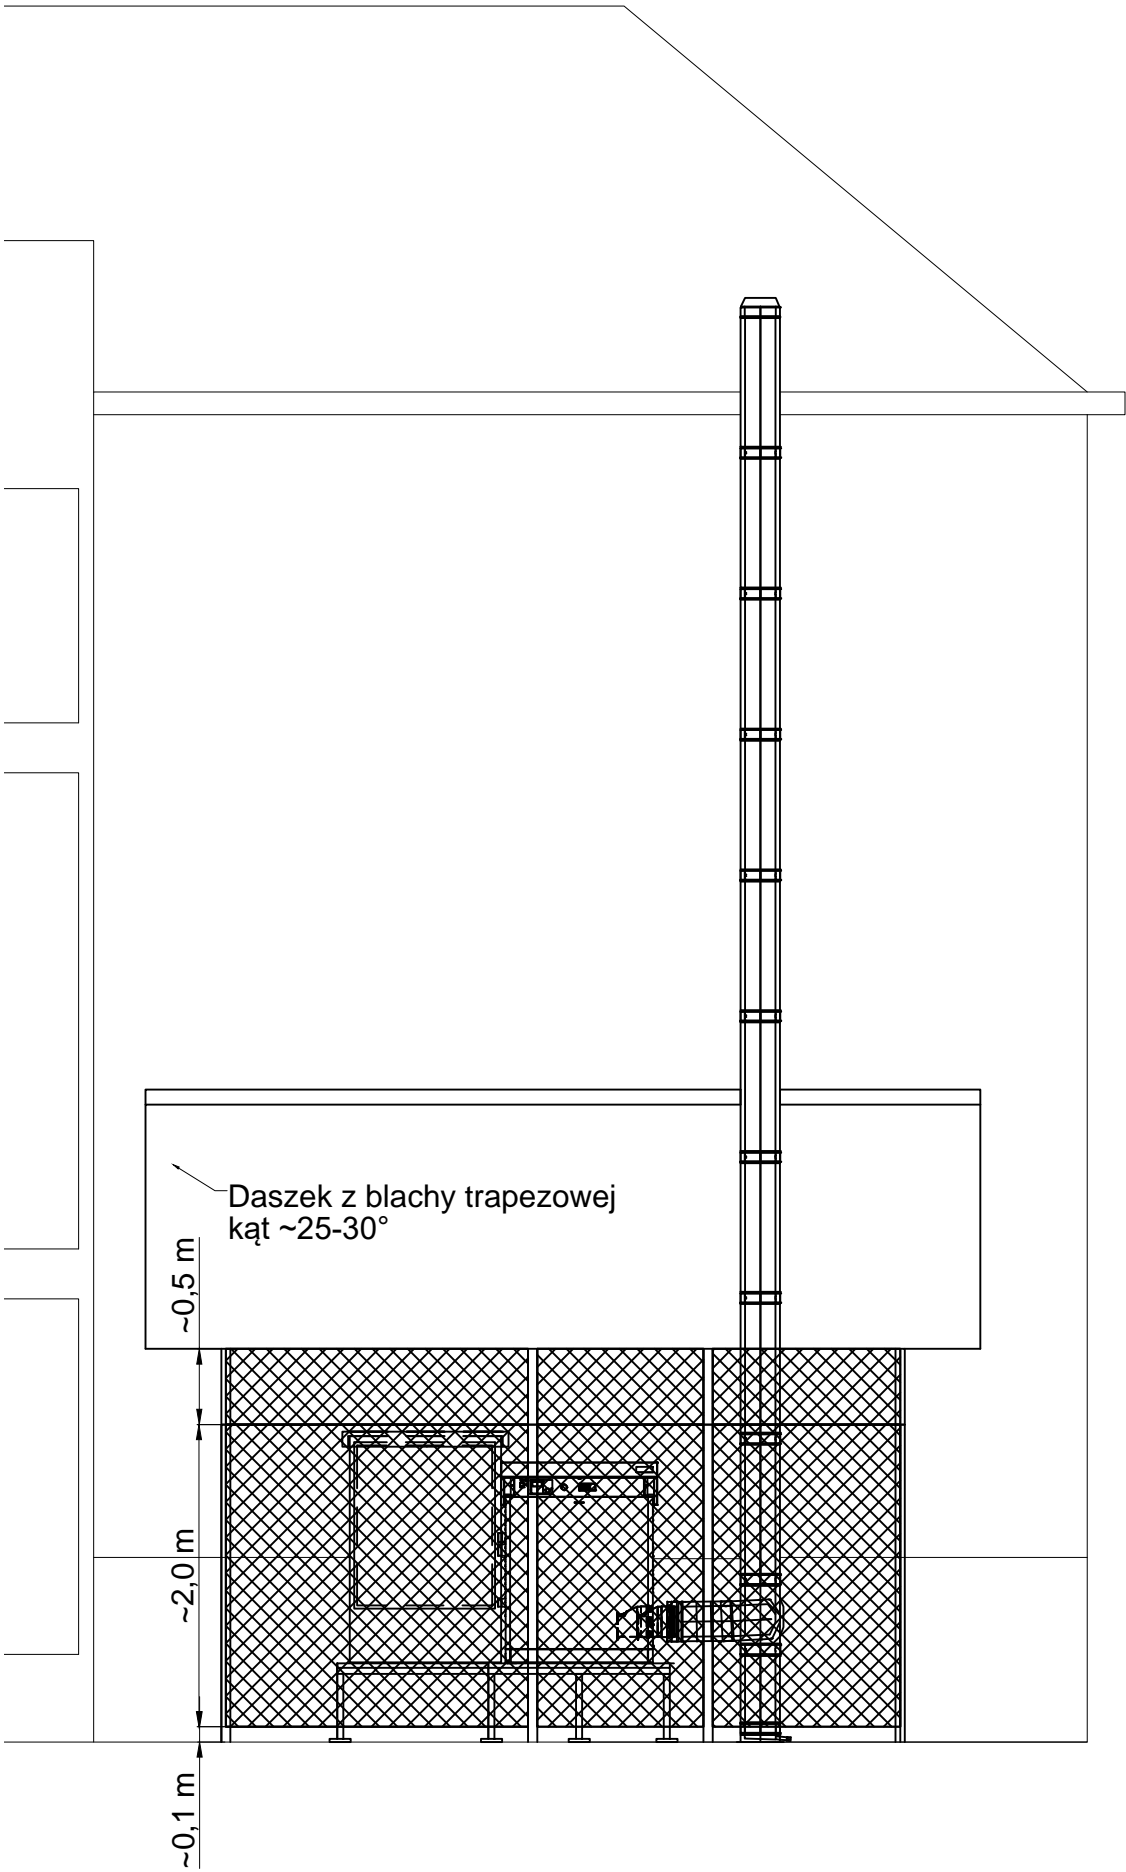 Daszek z blachy trapezowej
kąt ~25-30°
~0,5 m
~2,0 m
~0,1 m